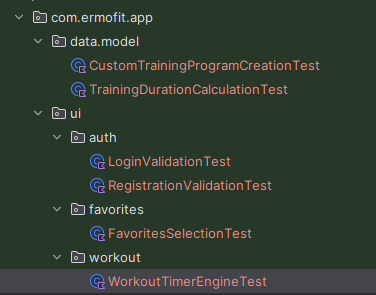 com.ermofit.app
data.model
CustomTrainingProgramCreationTest
TrainingDurationCalculationTest
ui
auth
LoginValidationTest
RegistrationValidationTest
favorites
FavoritesSelectionTest
workout
WorkoutTimerEngineTest